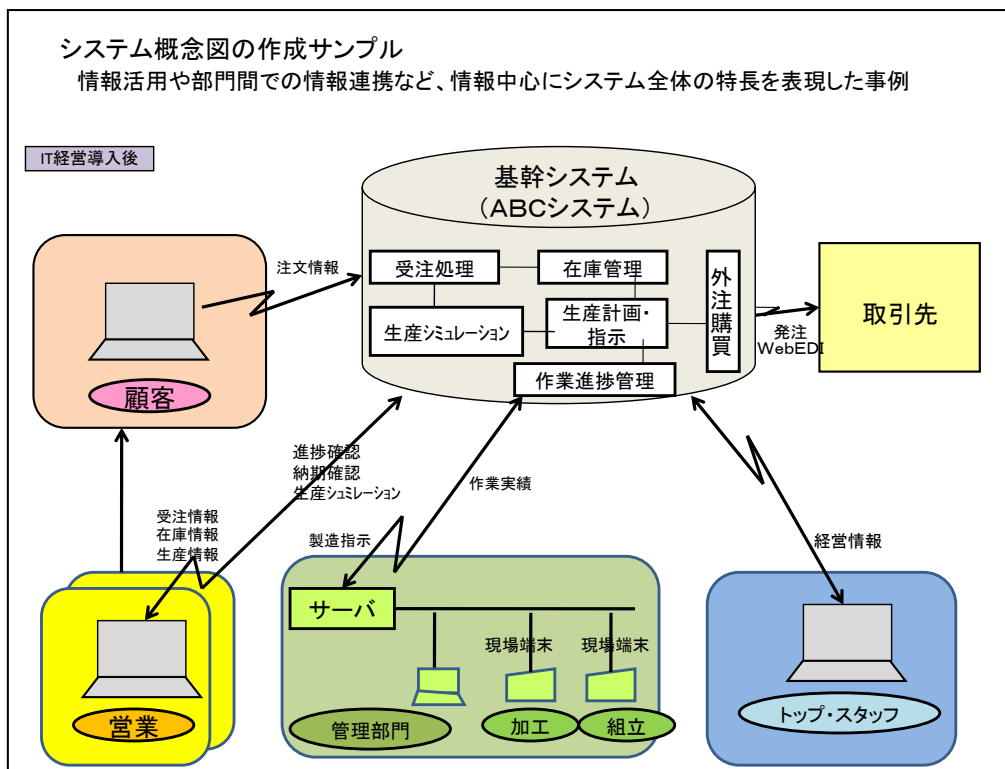 システム概念図の作成サンプル
情報活用や部門間での情報連携など、情報中心にシステム全体の特長を表現した事例
IT経営導入後
基幹システム
（ＡＢＣシステム）
注文情報
受注処理
在庫管理
外注購買
生産シミュレーション
生産計画・
指示
作業進捗管理
発注
ＷｅｂEDI
取引先
顧客
進捗確認
納期確認
生産シュミレーション
作業実績
受注情報
在庫情報
生産情報
製造指示
経営情報
サーバ
現場端末
現場端末
営業
管理部門
加工
組立
トップ・スタッフ